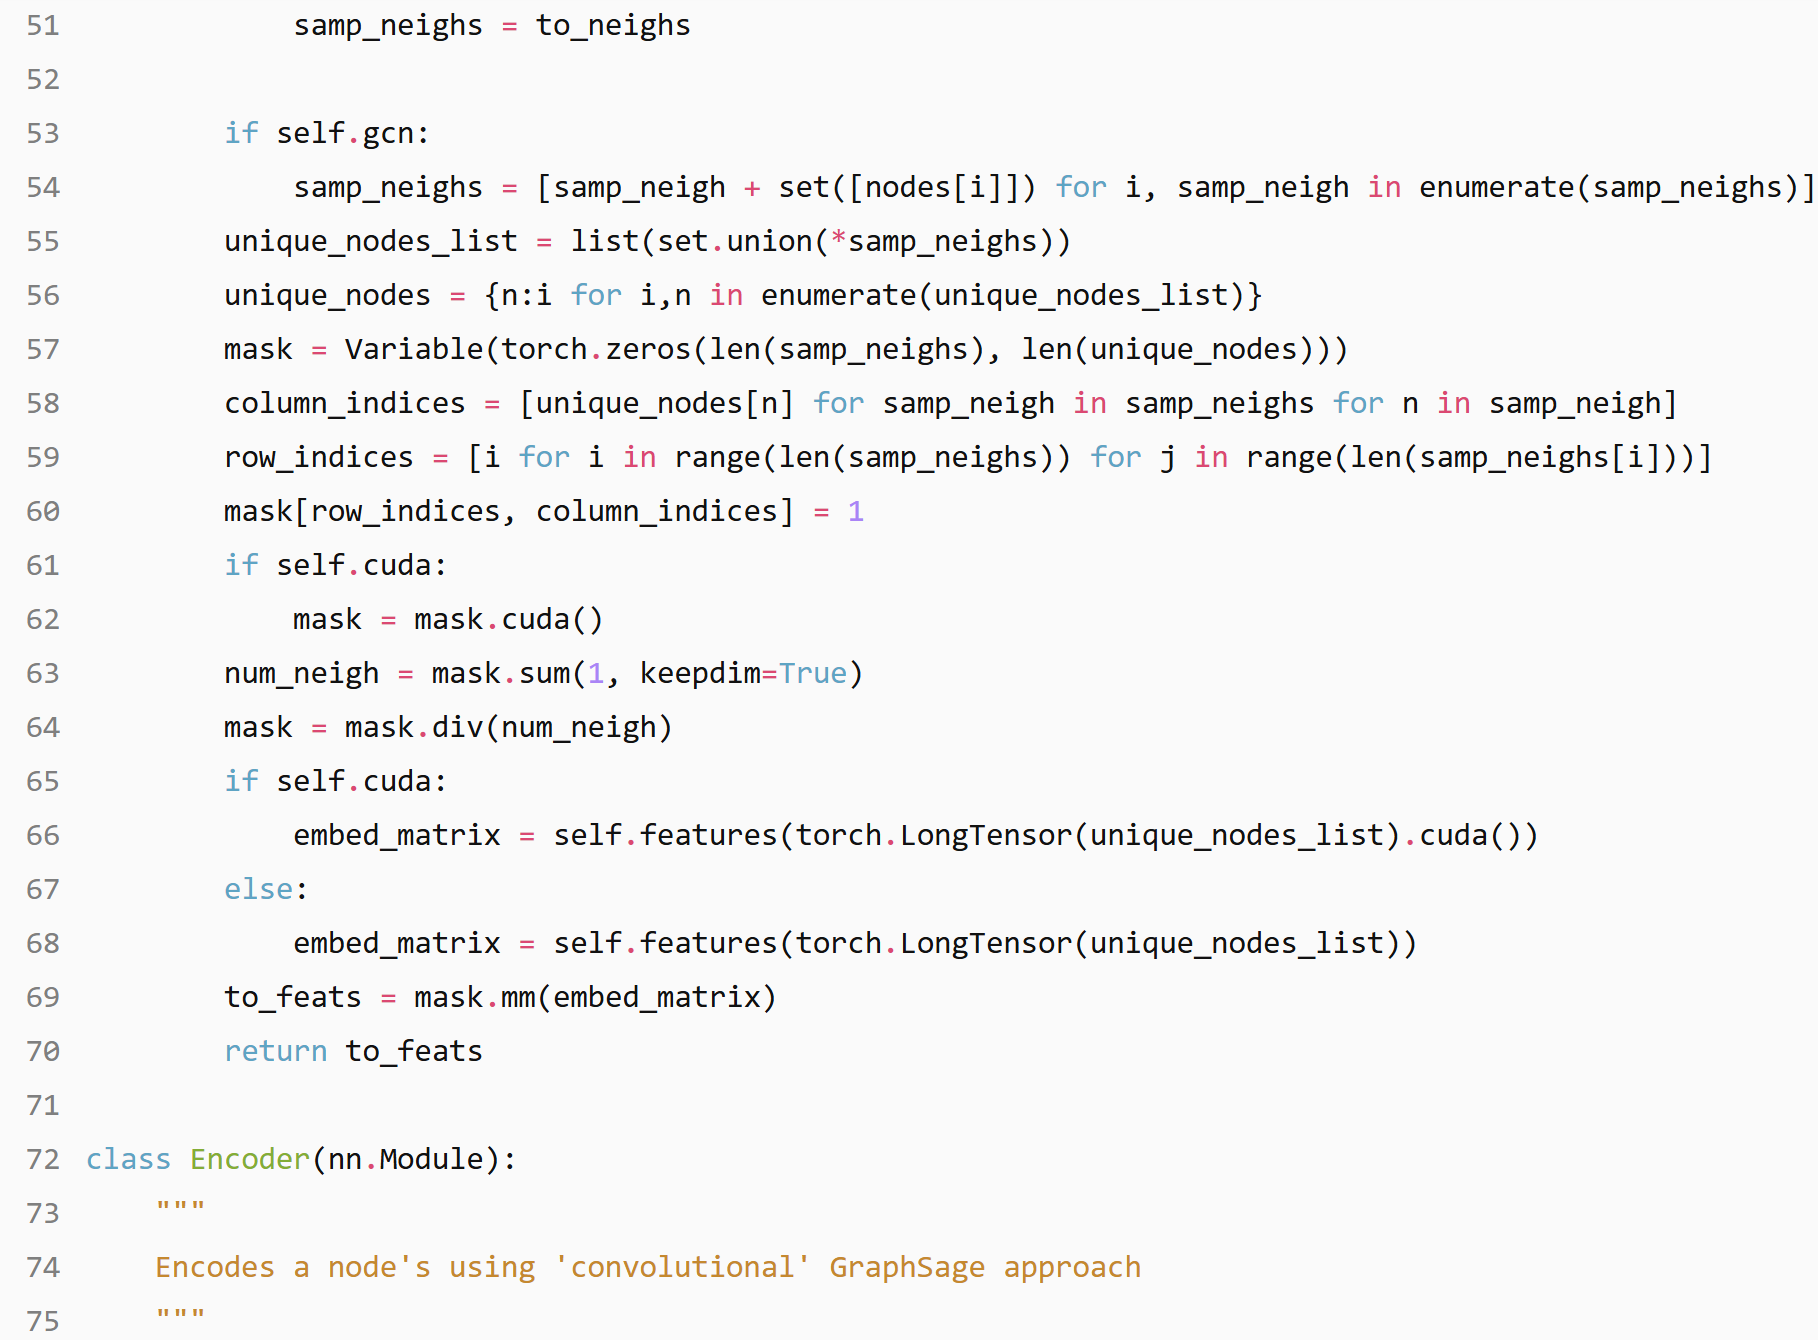 51             samp_neighs = to_neighs
52
53         if self.gcn:
54             samp_neighs = [samp_neigh + set([nodes[i]]) for i, samp_neigh in enumerate(samp_neighs)]
55         unique_nodes_list = list(set.union(*samp_neighs))
56         unique_nodes = {n:i for i,n in enumerate(unique_nodes_list)}
57         mask = Variable(torch.zeros(len(samp_neighs), len(unique_nodes)))
58         column_indices = [unique_nodes[n] for samp_neigh in samp_neighs for n in samp_neigh]
59         row_indices = [i for i in range(len(samp_neighs)) for j in range(len(samp_neighs[i]))]
60         mask[row_indices, column_indices] = 1
61         if self.cuda:
62             mask = mask.cuda()
63         num_neigh = mask.sum(1, keepdim=True)
64         mask = mask.div(num_neigh)
65         if self.cuda:
66             embed_matrix = self.features(torch.LongTensor(unique_nodes_list).cuda())
67         else:
68             embed_matrix = self.features(torch.LongTensor(unique_nodes_list))
69         to_feats = mask.mm(embed_matrix)
70         return to_feats
71
72 class Encoder(nn.Module):
73     """
74     Encodes a node's using 'convolutional' GraphSage approach
75     """